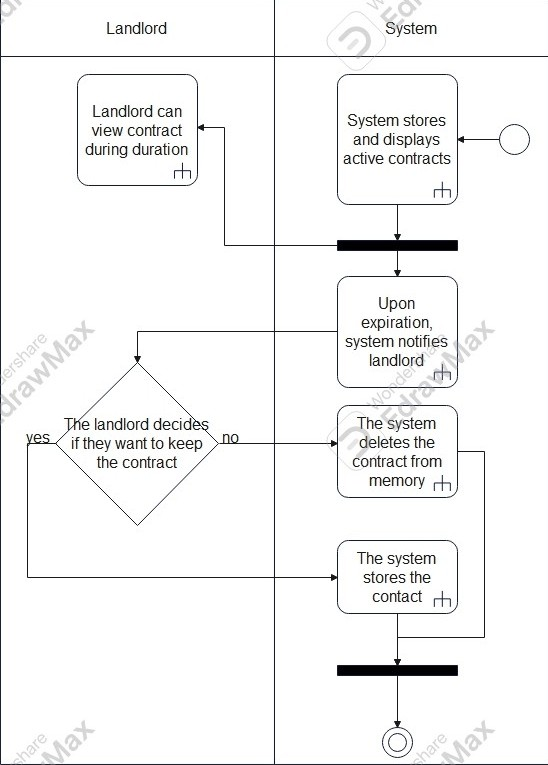 Landlord
System
Landlord can
view contract
during duration
System stores
and displays
active contracts
Upon
expiration,
system notifies
landlord
The landlord decides
if they want to keep
the contract
yes
no
The system
deletes the
contract from
memory
The system
stores the
contact
Wondershare
EdrawMax